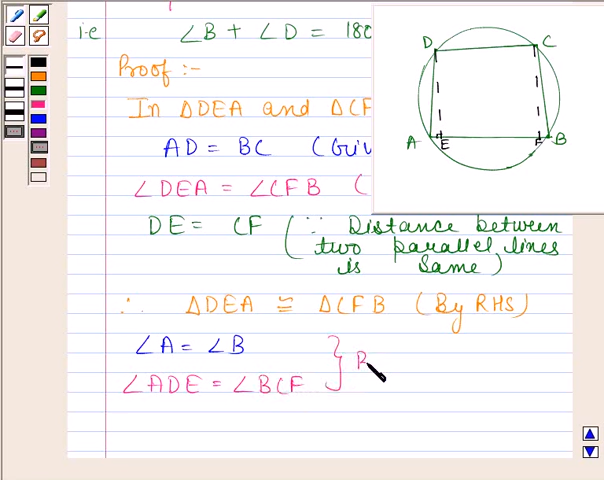 i.e ∠B + ∠D = 180
Proof :-
In ΔDEA and ΔCF
AD = BC (Giv
∠DEA = ∠CFB (
DE = CF (∵ Distance between
two parallel lines
is same)
∴ ΔDEA ≅ ΔCFB (By RHS)
∠A = ∠B
∠ADE = ∠BCF } B
D C
A E F B